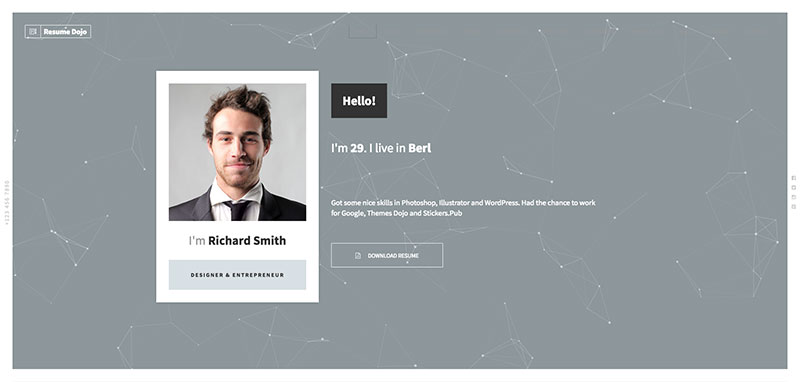 Resume Dojo
Hello!
I'm 29. I live in Berl
Got some nice skills in Photoshop, Illustrator and WordPress. Had the chance to work
for Google, Themes Dojo and Stickers.Pub
DOWNLOAD RESUME
I'm Richard Smith
DESIGNER & ENTREPRENEUR
+123 456 7890